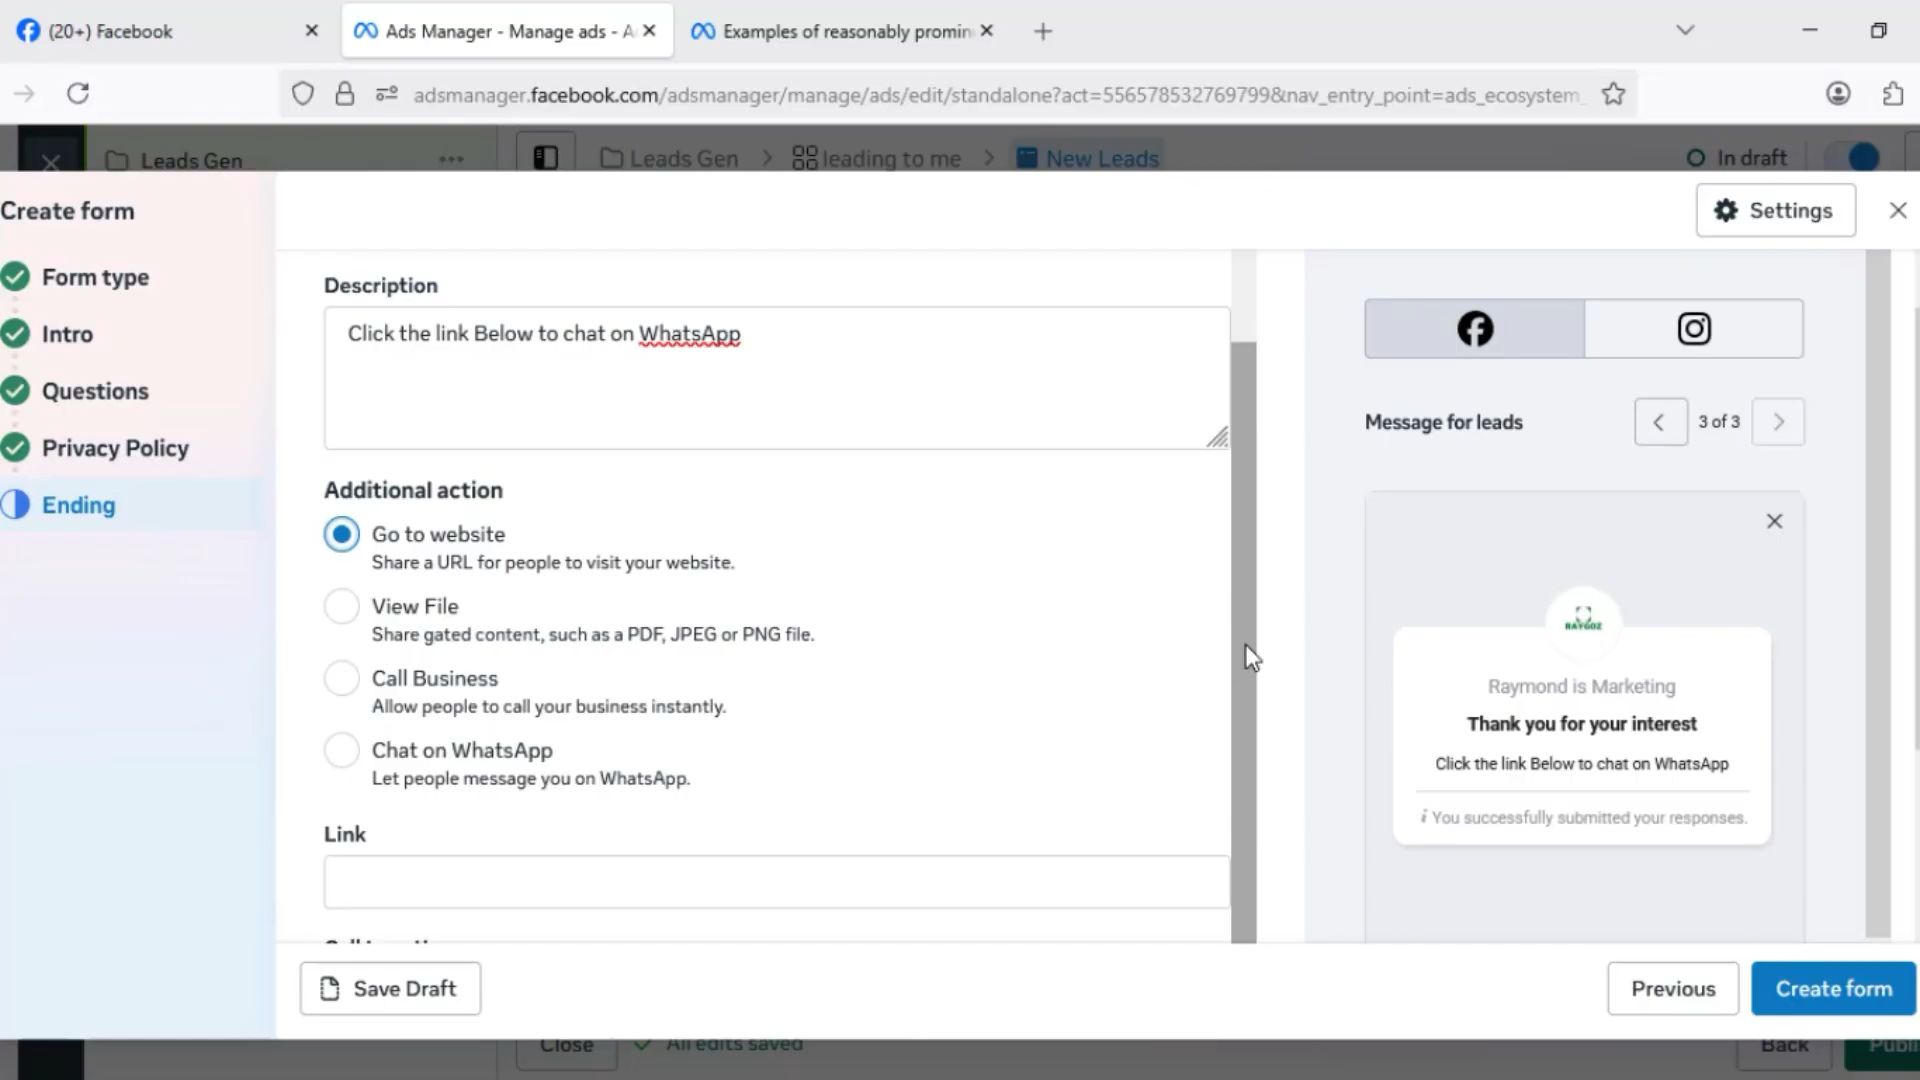 (20+) Facebook
Ads Manager - Manage ads - A
Examples of reasonably promin
adsmanager.facebook.com/adsmanager/manage/ads/edit/standalone?act=556578532769799&nav_entry_point=ads_ecosystem_
Leads Gen
Leads Gen
leading to me
New Leads
In draft
Create form
Settings
Form type
Intro
Questions
Privacy Policy
Ending
Description
Click the link Below to chat on WhatsApp
Additional action
Go to website
Share a URL for people to visit your website.
View File
Share gated content, such as a PDF, JPEG or PNG file.
Call Business
Allow people to call your business instantly.
Chat on WhatsApp
Let people message you on WhatsApp.
Link
Message for leads
3 of 3
RAYGOZ
Raymond is Marketing
Thank you for your interest
Click the link Below to chat on WhatsApp
You successfully submitted your responses.
Save Draft
Previous
Create form
Close
All edits saved
Back
Publi